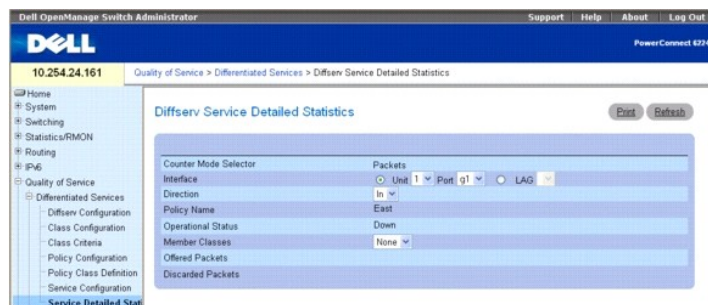 Dell OpenManage Switch Administrator Support Help About Log Out
DELL
PowerConnect 6224
10.254.24.161 Quality of Service > Differentiated Services > Diffserv Service Detailed Statistics
Home
System
Switching
Statistics/RMON
Routing
IPv6
Quality of Service
Differentiated Services
Diffserv Configuration
Class Configuration
Class Criteria
Policy Configuration
Policy Class Definition
Service Configuration
Service Detailed Stati
Diffserv Service Detailed Statistics Print Refresh
Counter Mode Selector Packets
Interface Unit 1 Port g1 LAG
Direction In
Policy Name East
Operational Status Down
Member Classes None
Offered Packets
Discarded Packets